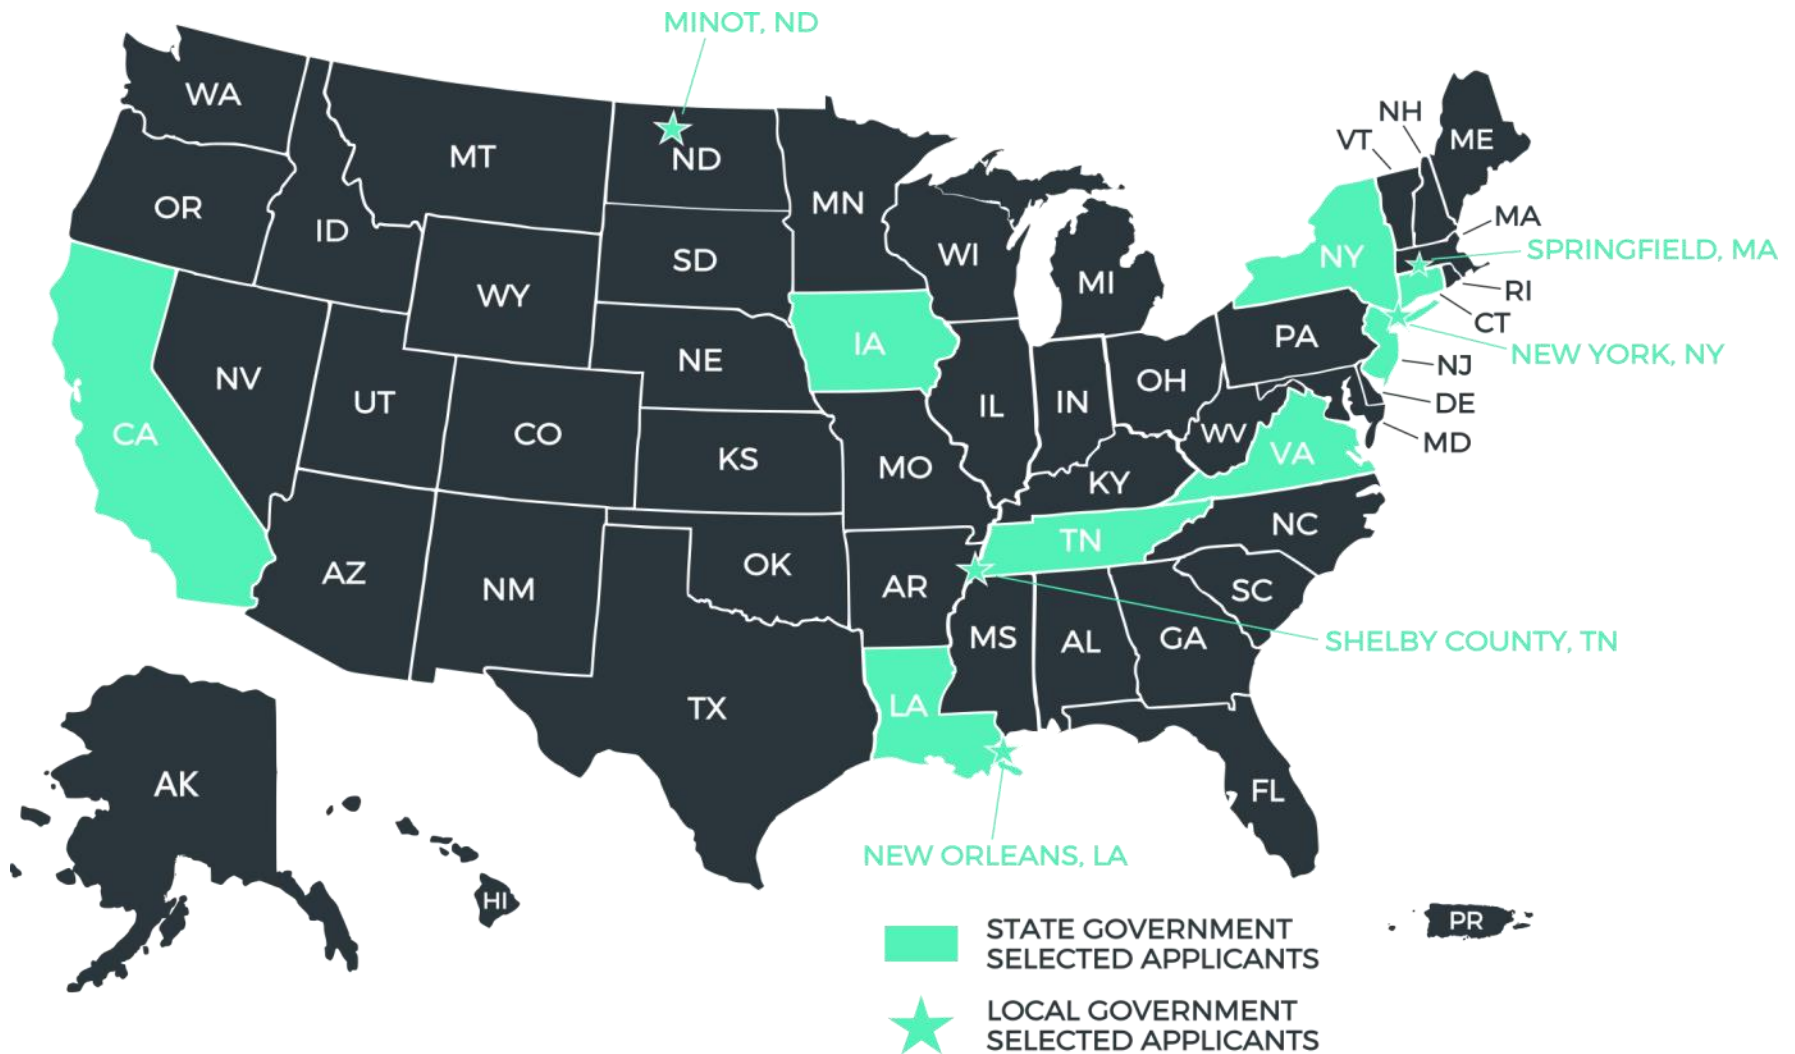 MINOT, ND
WA
MT
ND
NH
VT
ME
OR
ID
MN
MA
SPRINGFIELD, MA
SD
WI
NY
WY
MI
RI
CT
NE
IA
PA
NEW YORK, NY
NV
NJ
UT
OH
IL
IN
DE
CA
CO
WV
MD
KS
MO
VA
KY
NC
TN
AZ
OK
NM
AR
SC
MS
AL
GA
SHELBY COUNTY, TN
TX
LA
AK
FL
NEW ORLEANS, LA
HI
PR
STATE GOVERNMENT
SELECTED APPLICANTS
LOCAL GOVERNMENT
SELECTED APPLICANTS